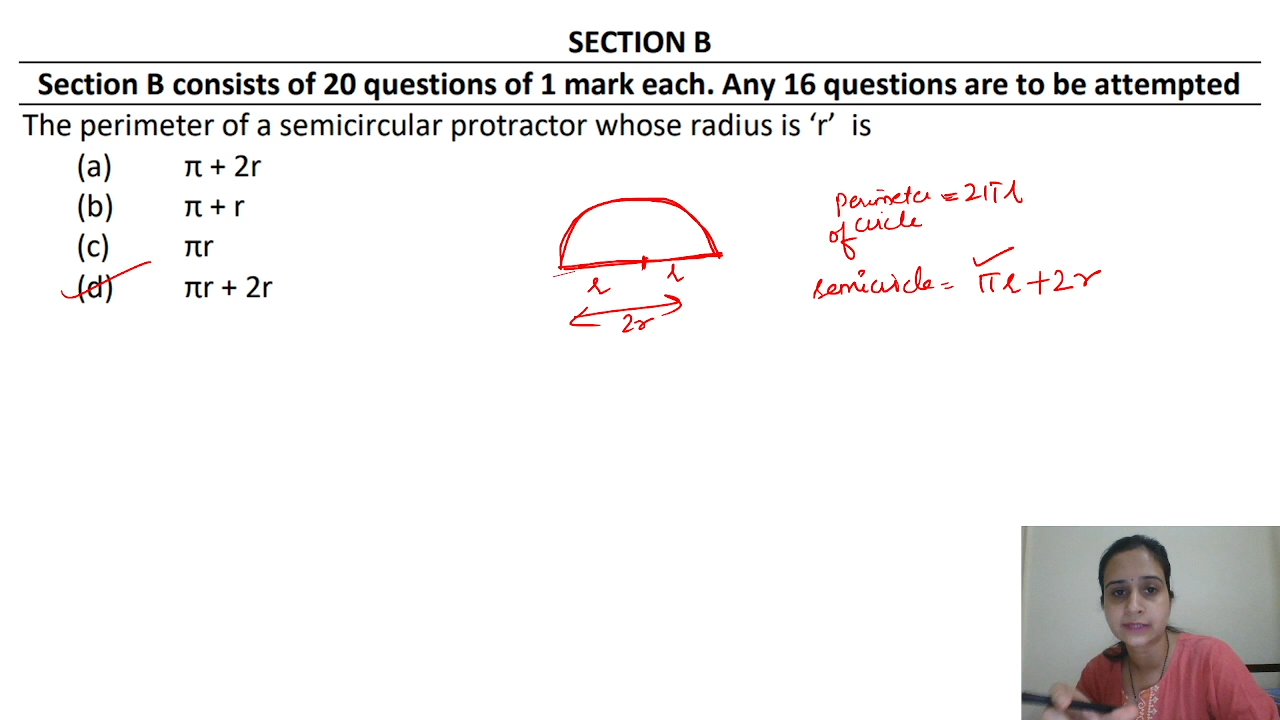 SECTION B
Section B consists of 20 questions of 1 mark each. Any 16 questions are to be attempted
The perimeter of a semicircular protractor whose radius is ‘r’ is
(a) π + 2r
(b) π + r
(c) πr
(d) πr + 2r
r r
2r
perimeter = 2πr
of circle
semicircle = πr + 2r